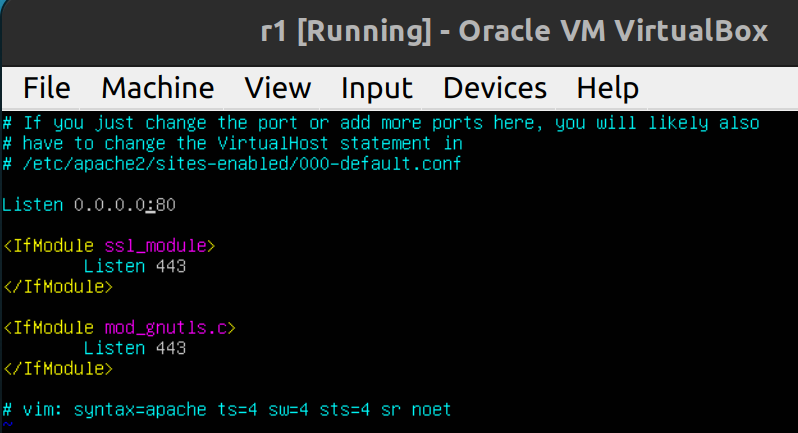 r1 [Running] - Oracle VM VirtualBox
File Machine View Input Devices Help
# If you just change the port or add more ports here, you will likely also
# have to change the VirtualHost statement in
# /etc/apache2/sites-enabled/000-default.conf
Listen 0.0.0.0:80
<IfModule ssl_module>
Listen 443
</IfModule>
<IfModule mod_gnutls.c>
Listen 443
</IfModule>
# vim: syntax=apache ts=4 sw=4 sts=4 sr noet
~